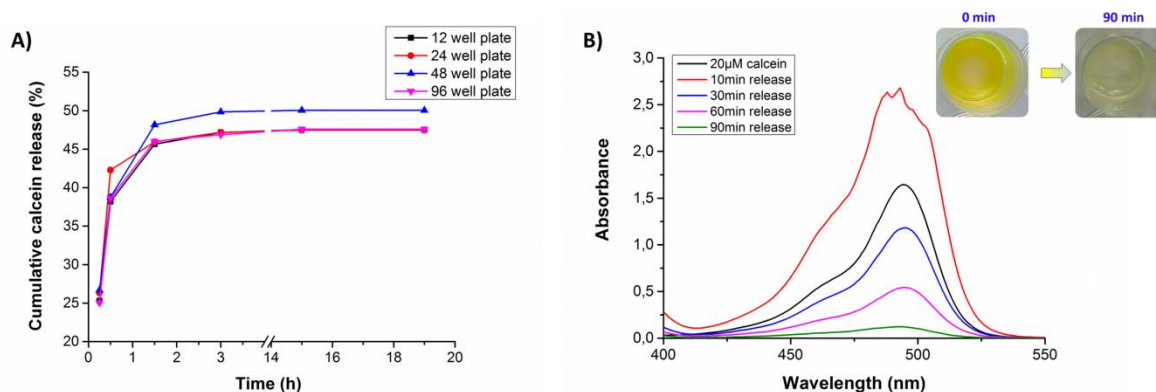 A)
12 well plate
24 well plate
48 well plate
96 well plate
Cumulative calcein release (%)
55
50
45
40
35
30
25
20
0 1 2 3 14 15 16 17 18 19 20
Time (h)
B)
0 min
90 min
20µM calcein
10min release
30min release
60min release
90min release
Absorbance
3,0
2,5
2,0
1,5
1,0
0,5
0,0
400 450 500 550
Wavelength (nm)